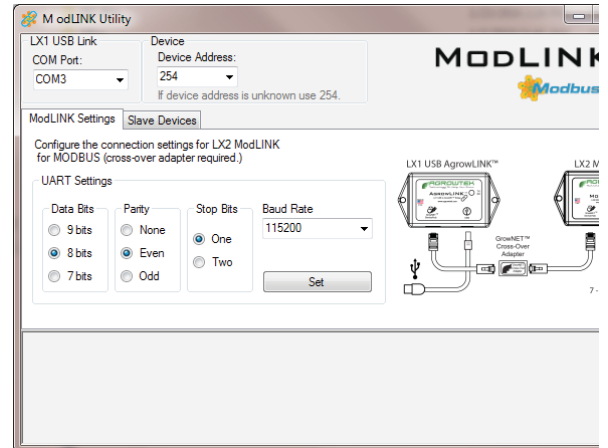 M odLINK Utility
LX1 USB Link
COM Port:
COM3
Device
Device Address:
254
If device address is unknown use 254.
MODLINK
Modbus
ModLINK Settings
Slave Devices
Configure the connection settings for LX2 ModLINK
for MODBUS (cross-over adapter required.)
UART Settings
Data Bits
9 bits
8 bits
7 bits
Parity
None
Even
Odd
Stop Bits
One
Two
Baud Rate
115200
Set
LX1 USB AgrowLINK™
LX2 M
AGROWTEK
AGROWLINK
GrowNET™
Cross-Over
Adapter
7 -